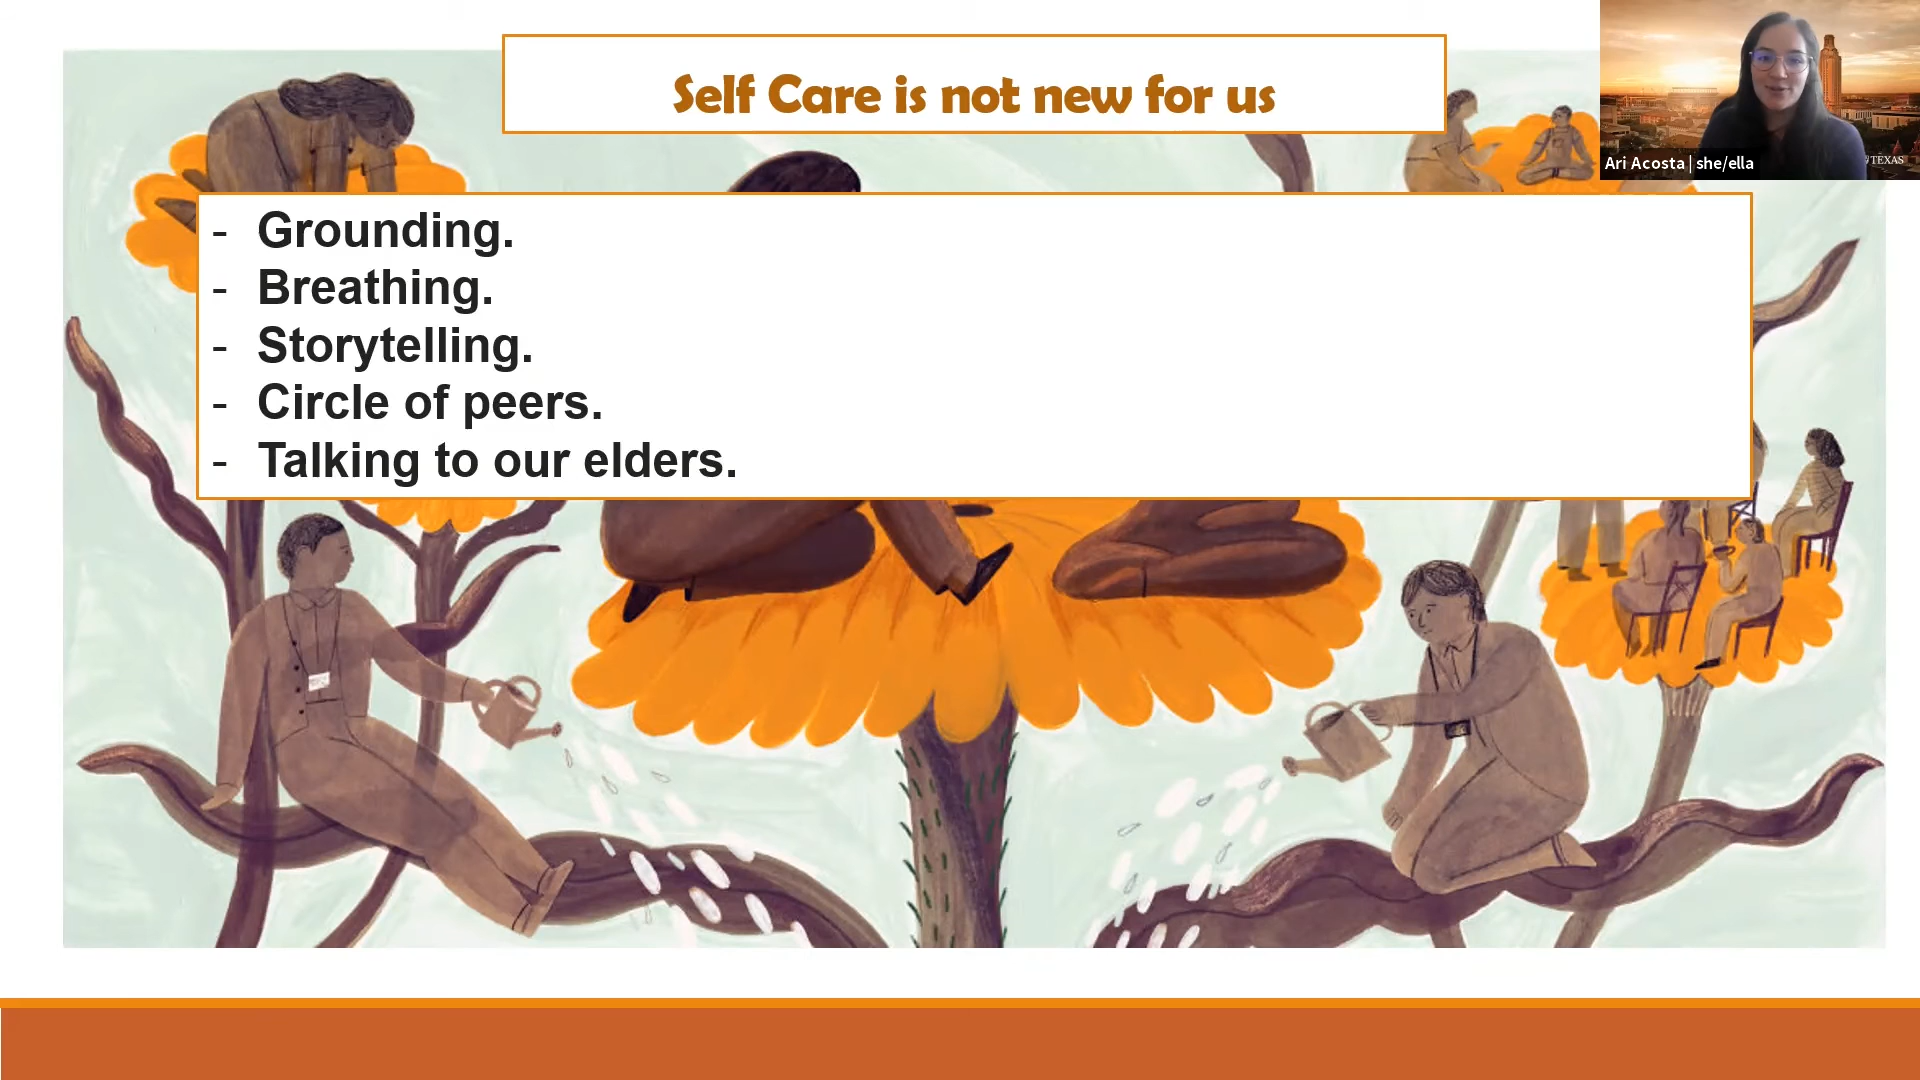 Self Care is not new for us
Ari Acosta | she/ella
TEXAS
- Grounding.
- Breathing.
- Storytelling.
- Circle of peers.
- Talking to our elders.